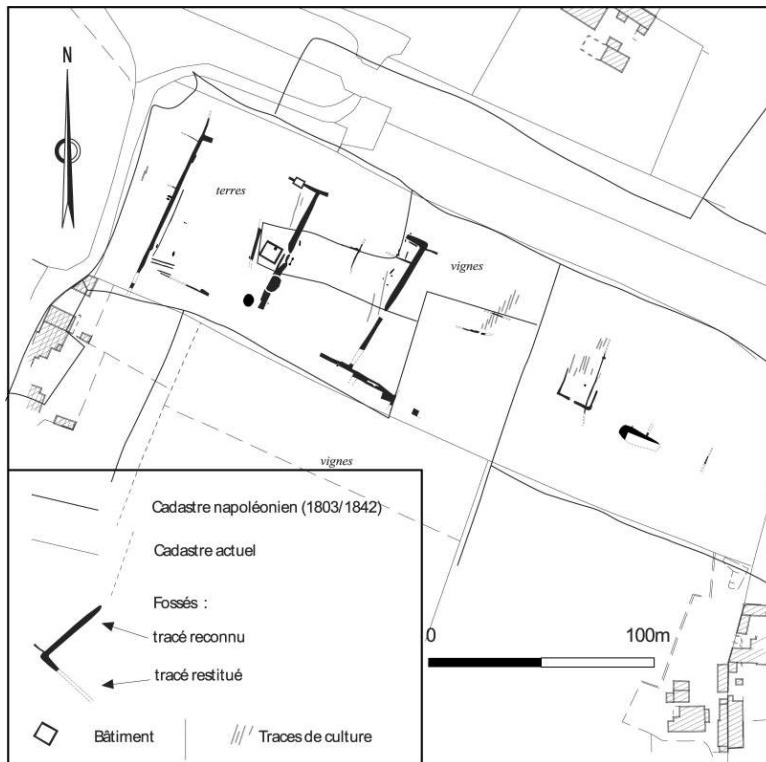 N
terres
vignes
vignes
Cadastre napoléonien (1803/1842)
Cadastre actuel
Fossés :
tracé reconnu
tracé restitué
Bâtiment
Traces de culture
0
100m